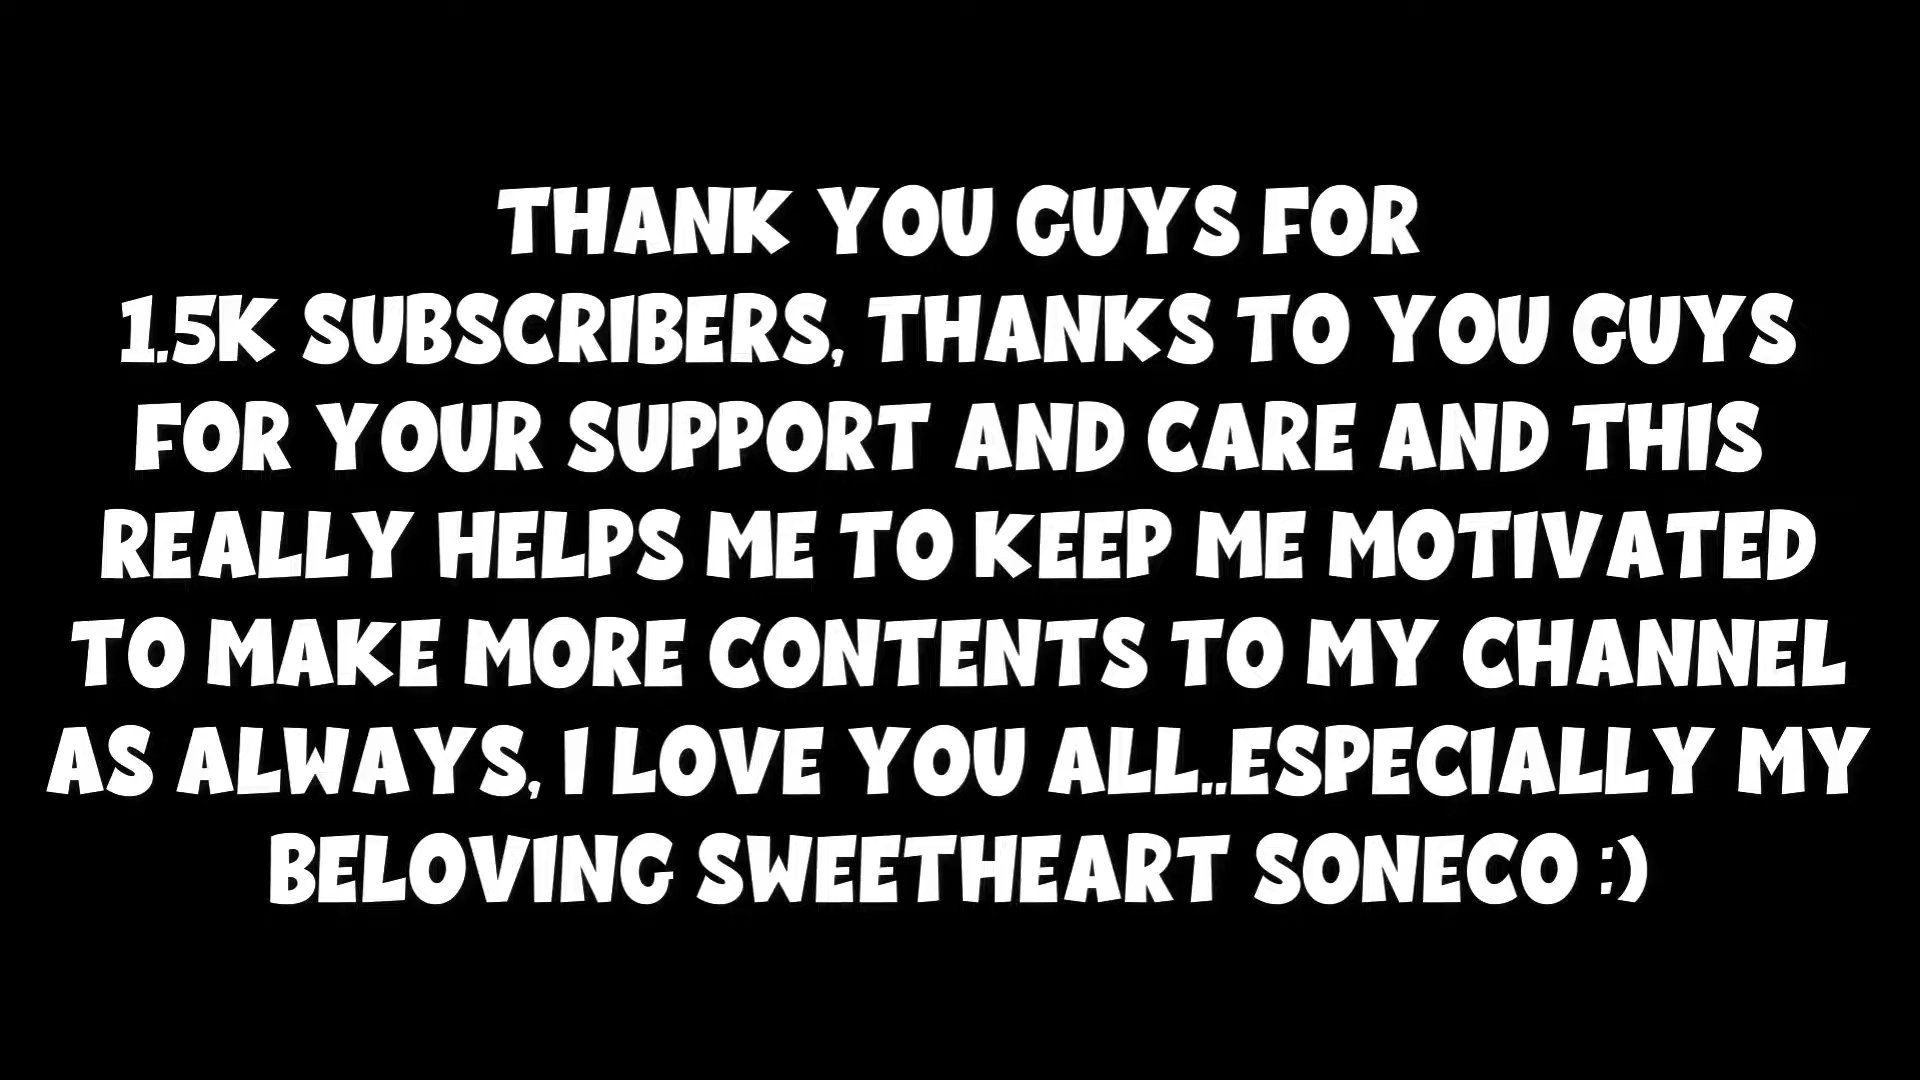 THANK YOU GUYS FOR
1.5K SUBSCRIBERS, THANKS TO YOU GUYS
FOR YOUR SUPPORT AND CARE AND THIS
REALLY HELPS ME TO KEEP ME MOTIVATED
TO MAKE MORE CONTENTS TO MY CHANNEL
AS ALWAYS, I LOVE YOU ALL..ESPECIALLY MY
BELOVING SWEETHEART SONECO :)